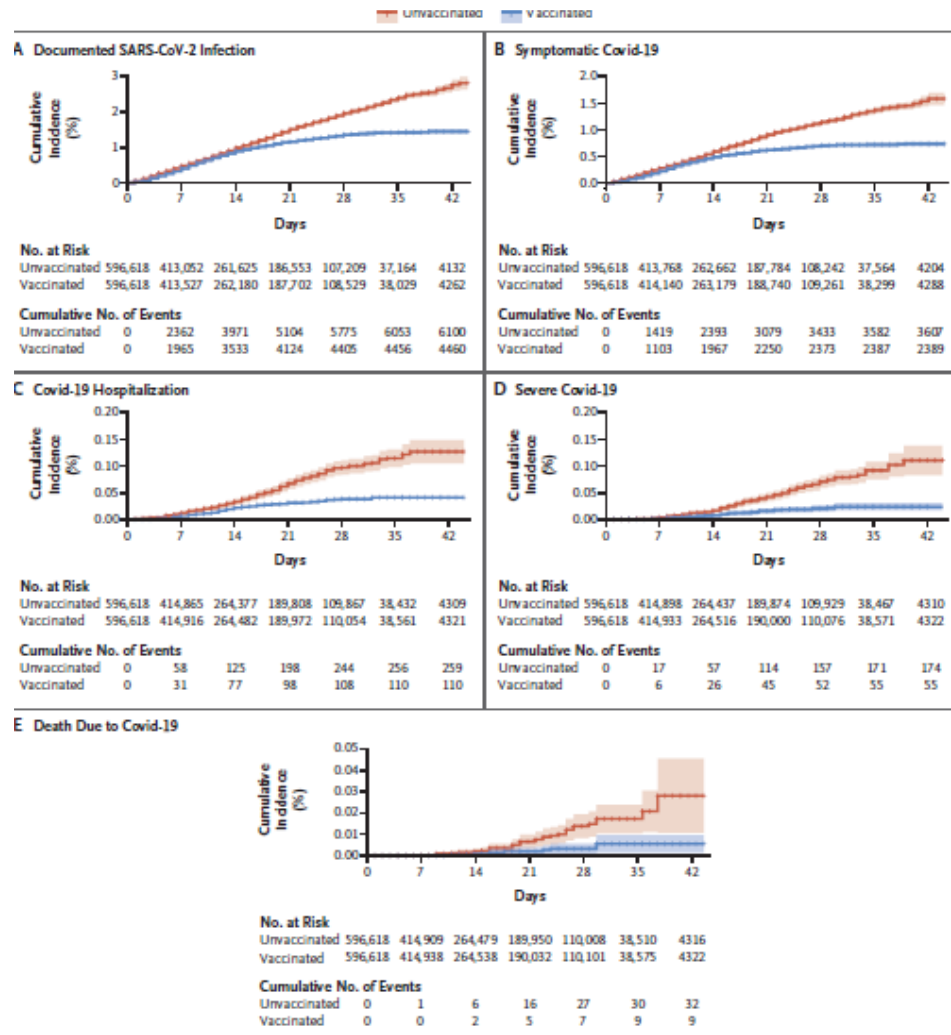 Unvaccinated Vaccinated
A Documented SARS-CoV-2 Infection
Cumulative Incidence (%)
3
2
1
0
0 7 14 21 28 35 42
Days
No. at Risk
Unvaccinated 596,618 413,052 261,625 186,553 107,209 37,164 4132
Vaccinated 596,618 413,527 262,180 187,702 108,529 38,029 4262
Cumulative No. of Events
Unvaccinated 0 2362 3971 5104 5775 6053 6100
Vaccinated 0 1965 3533 4124 4405 4456 4460
B Symptomatic Covid-19
Cumulative Incidence (%)
2.0
1.5
1.0
0.5
0.0
0 7 14 21 28 35 42
Days
No. at Risk
Unvaccinated 596,618 413,768 262,662 187,784 108,242 37,564 4204
Vaccinated 596,618 414,140 263,179 188,740 109,261 38,299 4288
Cumulative No. of Events
Unvaccinated 0 1419 2393 3079 3433 3582 3607
Vaccinated 0 1103 1967 2250 2373 2387 2389
C Covid-19 Hospitalization
Cumulative Incidence (%)
0.20
0.15
0.10
0.05
0.00
0 7 14 21 28 35 42
Days
No. at Risk
Unvaccinated 596,618 414,865 264,377 189,808 109,867 38,432 4309
Vaccinated 596,618 414,916 264,482 189,972 110,054 38,561 4321
Cumulative No. of Events
Unvaccinated 0 58 125 198 244 256 259
Vaccinated 0 31 77 98 108 110 110
D Severe Covid-19
Cumulative Incidence (%)
0.20
0.15
0.10
0.05
0.00
0 7 14 21 28 35 42
Days
No. at Risk
Unvaccinated 596,618 414,898 264,437 189,874 109,929 38,467 4310
Vaccinated 596,618 414,933 264,516 190,000 110,076 38,571 4322
Cumulative No. of Events
Unvaccinated 0 17 57 114 157 171 174
Vaccinated 0 6 26 45 52 55 55
E Death Due to Covid-19
Cumulative Incidence (%)
0.05
0.04
0.03
0.02
0.01
0.00
0 7 14 21 28 35 42
Days
No. at Risk
Unvaccinated 596,618 414,909 264,479 189,950 110,008 38,510 4316
Vaccinated 596,618 414,938 264,538 190,032 110,101 38,575 4322
Cumulative No. of Events
Unvaccinated 0 1 6 16 27 30 32
Vaccinated 0 0 2 5 7 9 9